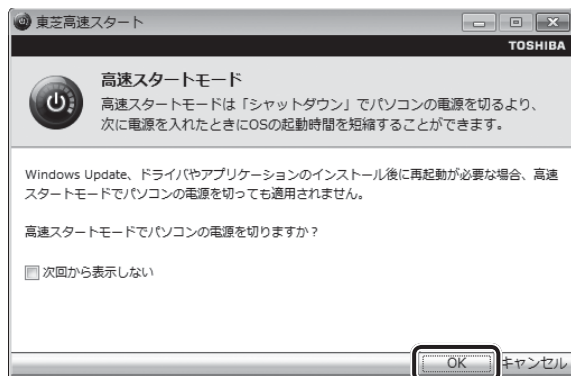 東芝高速スタート
TOSHIBA
高速スタートモード
高速スタートモードは「シャットダウン」でパソコンの電源を切るより、
次に電源を入れたときにOSの起動時間を短縮することができます。
Windows Update、ドライバやアプリケーションのインストール後に再起動が必要な場合、高速
スタートモードでパソコンの電源を切っても適用されません。
高速スタートモードでパソコンの電源を切りますか？
次回から表示しない
OK キャンセル